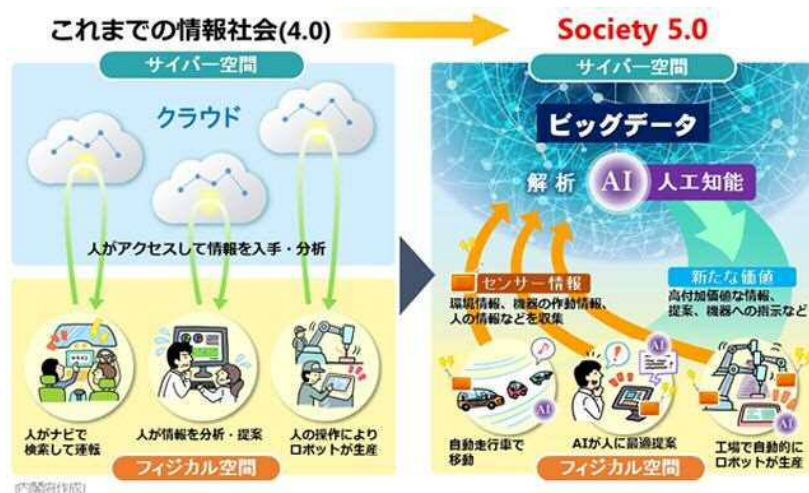 これまでの情報社会(4.0)
Society 5.0
サイバー空間
クラウド
人がアクセスして情報を入手・分析
人がナビで
検索して運転
人が情報を分析・提案
人の操作により
ロボットが生産
フィジカル空間
サイバー空間
ビッグデータ
解析 AI 人工知能
センサー情報
環境情報、機器の作動情報、
人の情報などを収集
新たな価値
高付加価値な情報、
提案、機器への指示など
AI
自動走行車で
移動
AI
AIが人に最適提案
AI
工場で自動的に
ロボットが生産
フィジカル空間